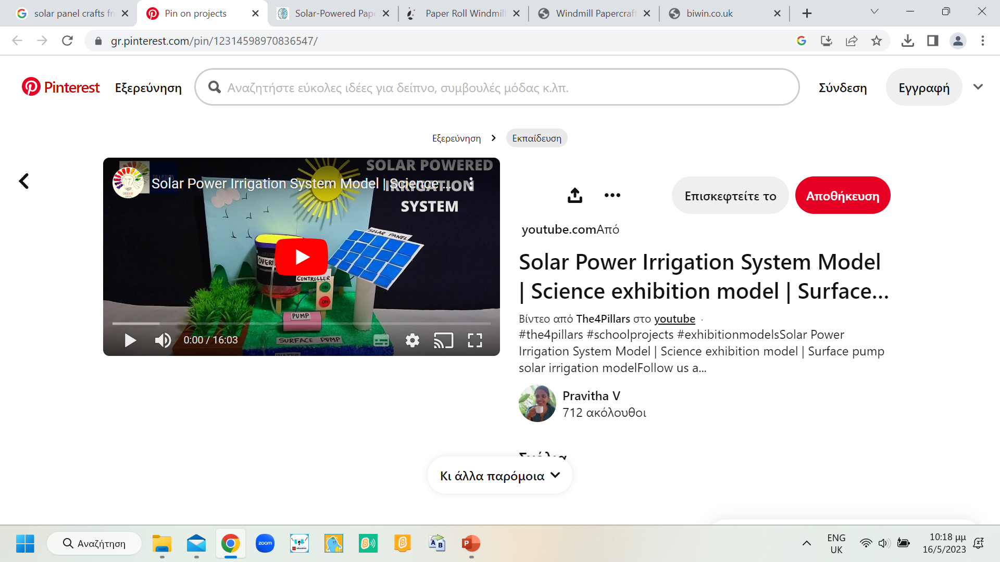 solar panel crafts fr
Pin on projects
Solar-Powered Pape
Paper Roll Windmill
Windmill Papercraft
biwin.co.uk
gr.pinterest.com/pin/12314598970836547/
Pinterest
Εξερεύνηση
Αναζητήστε εύκολες ιδέες για δείπνο, συμβουλές μόδας κ.λπ.
Σύνδεση
Εγγραφή
Εξερεύνηση
Εκπαίδευση
SOLAR POWERED
IRRIGATION
SYSTEM
Solar Power Irrigation System Model | Science ...
SOLAR PANEL
CONTROLLER
ON
OFF
PUMP
SURFACE PUMP
WATER
0:00 / 16:03
Επισκεφτείτε το
Αποθήκευση
youtube.comΑπό
Solar Power Irrigation System Model
| Science exhibition model | Surface...
Βίντεο από The4Pillars στο youtube ·
#the4pillars #schoolprojects #exhibitionmodelsSolar Power
Irrigation System Model | Science exhibition model | Surface pump
solar irrigation modelFollow us a...
Pravitha V
712 ακόλουθοι
Σχόλια
Κι άλλα παρόμοια
Αναζήτηση
zoom
ENG
UK
10:18 μμ
16/5/2023